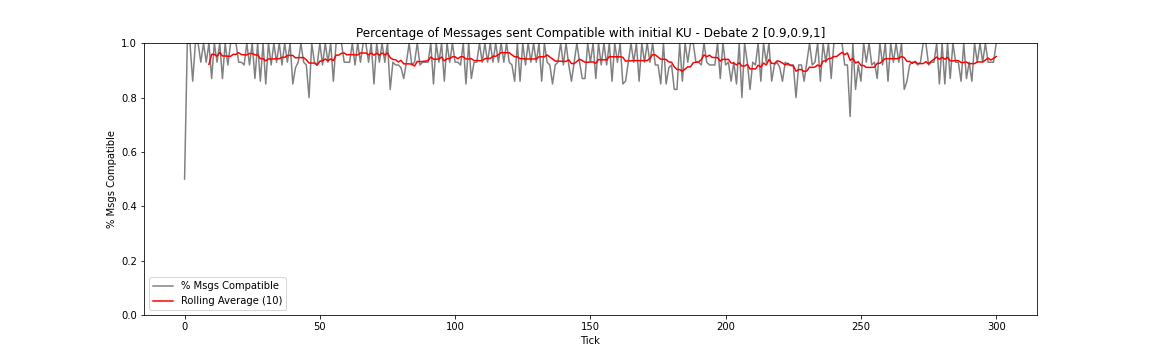 Percentage of Messages sent Compatible with initial KU - Debate 2 [0.9,0.9,1]
1.0
0.8
0.6
0.4
0.2
0.0
% Msgs Compatible
% Msgs Compatible
Rolling Average (10)
0 50 100 150 200 250 300
Tick